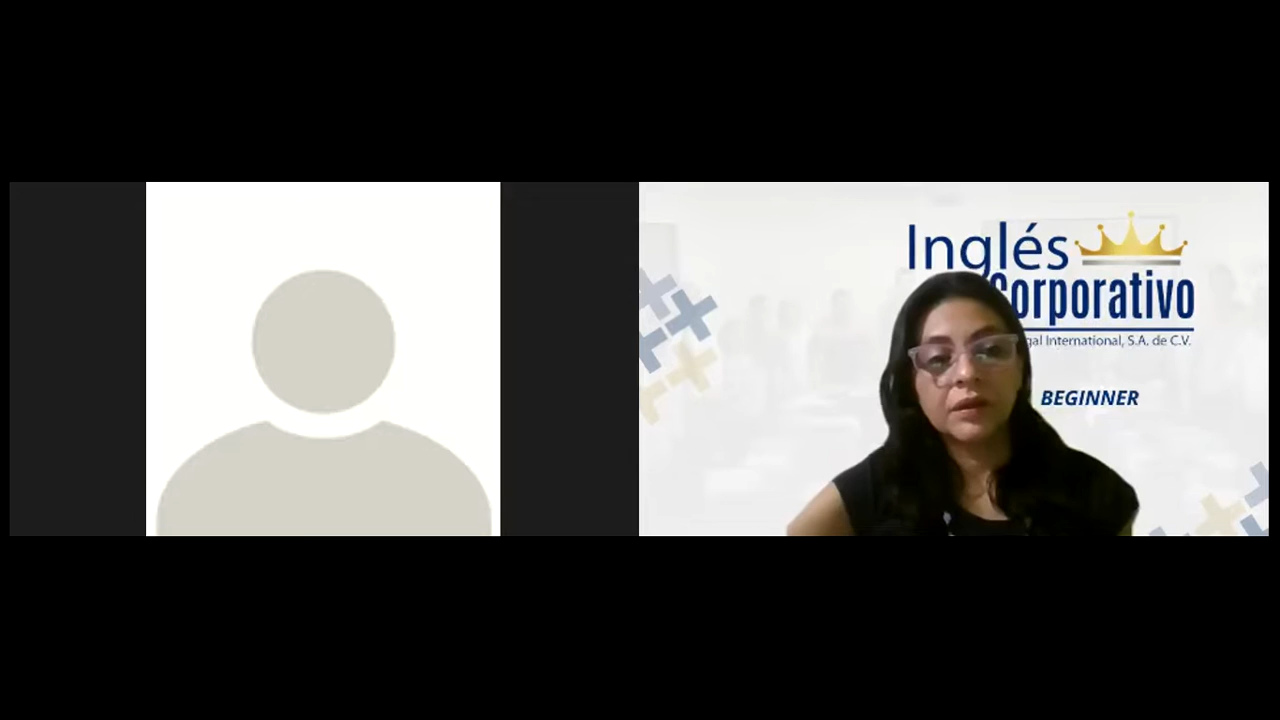 Inglés
Corporativo
gal International, S.A. de C.V.
BEGINNER